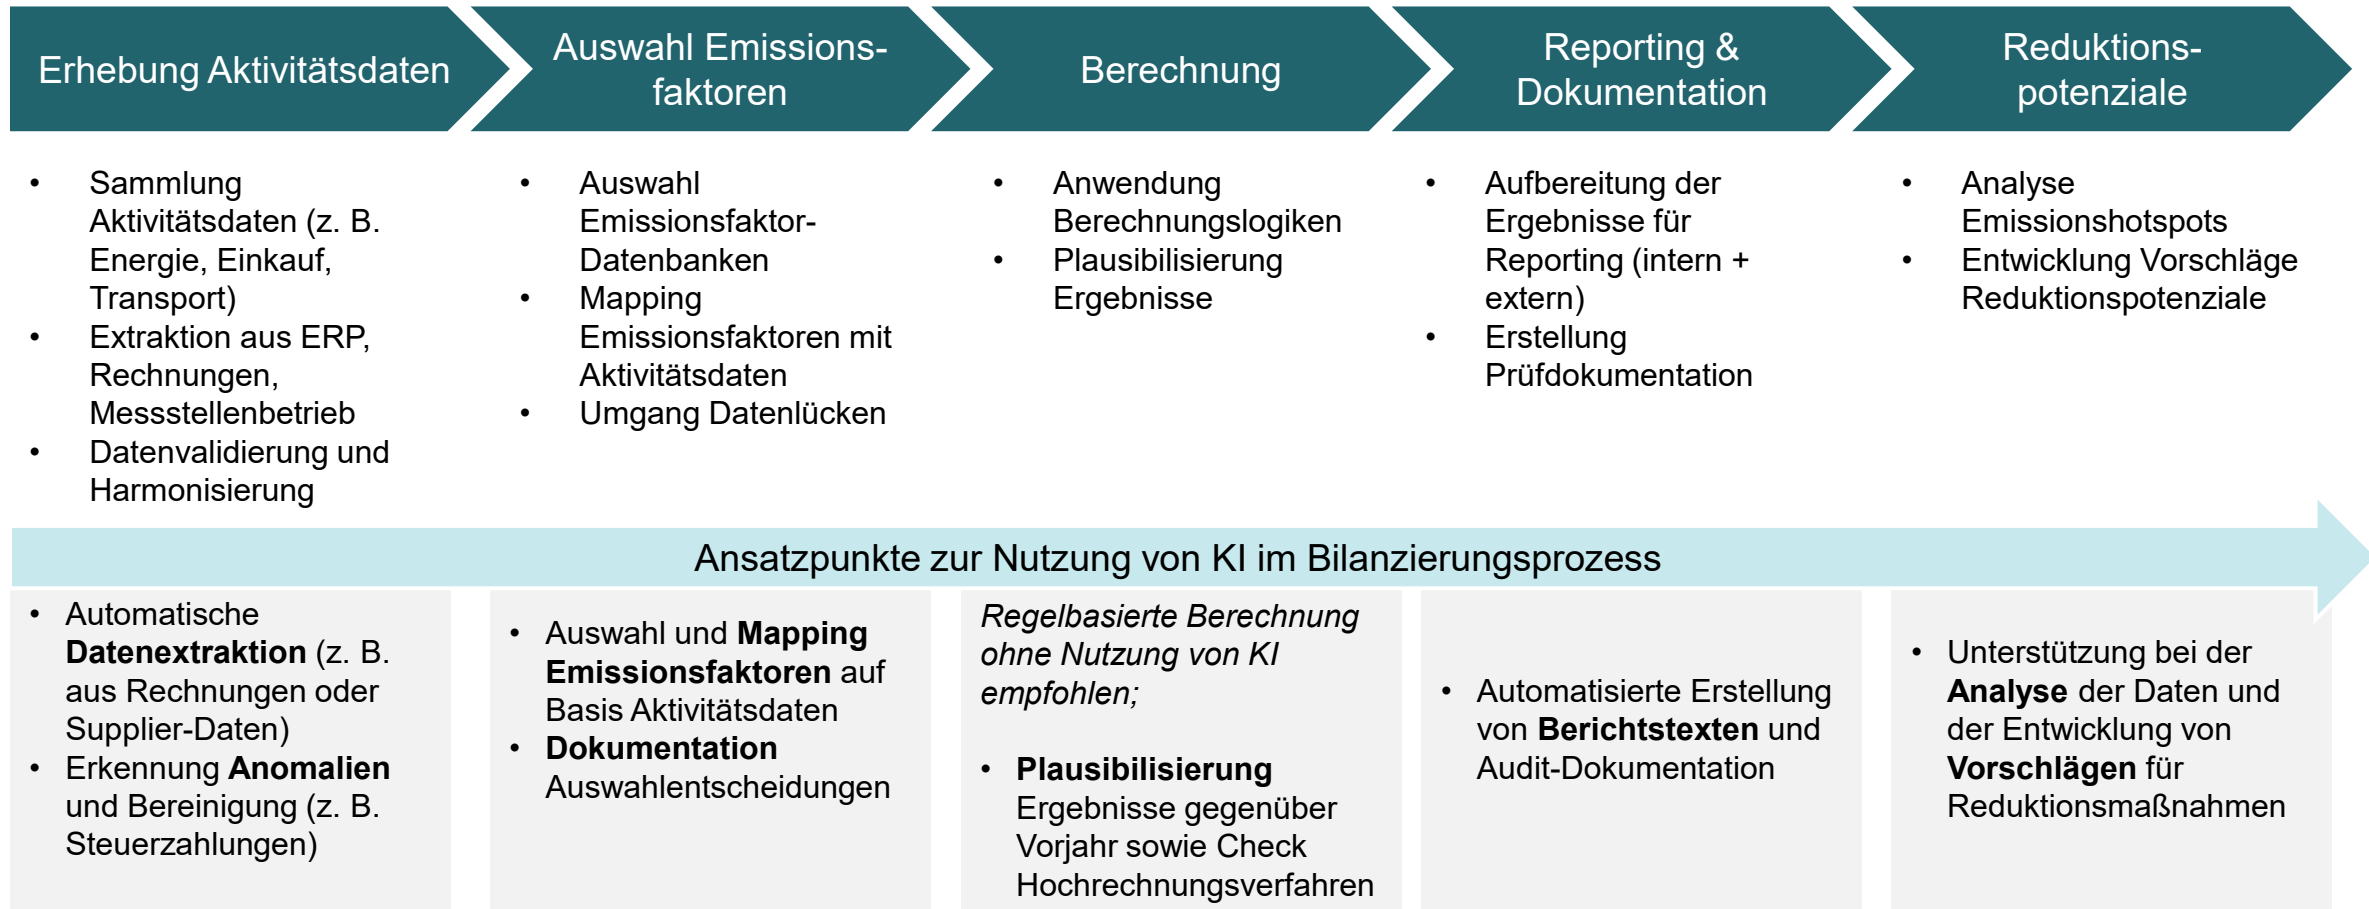 Erhebung Aktivitätsdaten
Auswahl Emissions-
faktoren
Berechnung
Reporting &
Dokumentation
Reduktions-
potenziale
• Sammlung
Aktivitätsdaten (z. B.
Energie, Einkauf,
Transport)
• Extraktion aus ERP,
Rechnungen,
Messstellenbetrieb
• Datenvalidierung und
Harmonisierung
• Auswahl
Emissionsfaktor-
Datenbanken
• Mapping
Emissionsfaktoren mit
Aktivitätsdaten
• Umgang Datenlücken
• Anwendung
Berechnungslogiken
• Plausibilisierung
Ergebnisse
• Aufbereitung der
Ergebnisse für
Reporting (intern +
extern)
• Erstellung
Prüfdokumentation
• Analyse
Emissionshotspots
• Entwicklung Vorschläge
Reduktionspotenziale
Ansatzpunkte zur Nutzung von KI im Bilanzierungsprozess
• Automatische
Datenextraktion (z. B.
aus Rechnungen oder
Supplier-Daten)
• Erkennung Anomalien
und Bereinigung (z. B.
Steuerzahlungen)
• Auswahl und Mapping
Emissionsfaktoren auf
Basis Aktivitätsdaten
• Dokumentation
Auswahlentscheidungen
Regelbasierte Berechnung
ohne Nutzung von KI
empfohlen;
• Plausibilisierung
Ergebnisse gegenüber
Vorjahr sowie Check
Hochrechnungsverfahren
• Automatisierte Erstellung
von Berichtstexten und
Audit-Dokumentation
• Unterstützung bei der
Analyse der Daten und
der Entwicklung von
Vorschlägen für
Reduktionsmaßnahmen